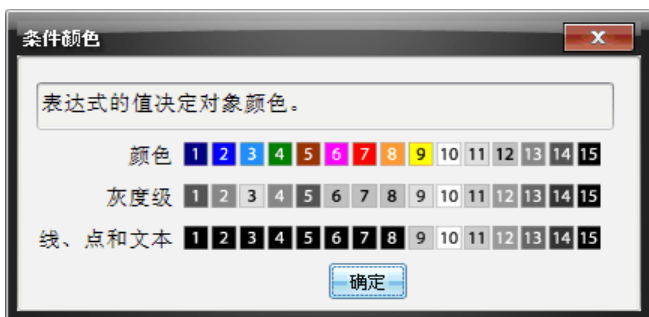 条件颜色
表达式的值决定对象颜色。
颜色 1 2 3 4 5 6 7 8 9 10 11 12 13 14 15
灰度级 1 2 3 4 5 6 7 8 9 10 11 12 13 14 15
线、点和文本 1 2 3 4 5 6 7 8 9 10 11 12 13 14 15
确定